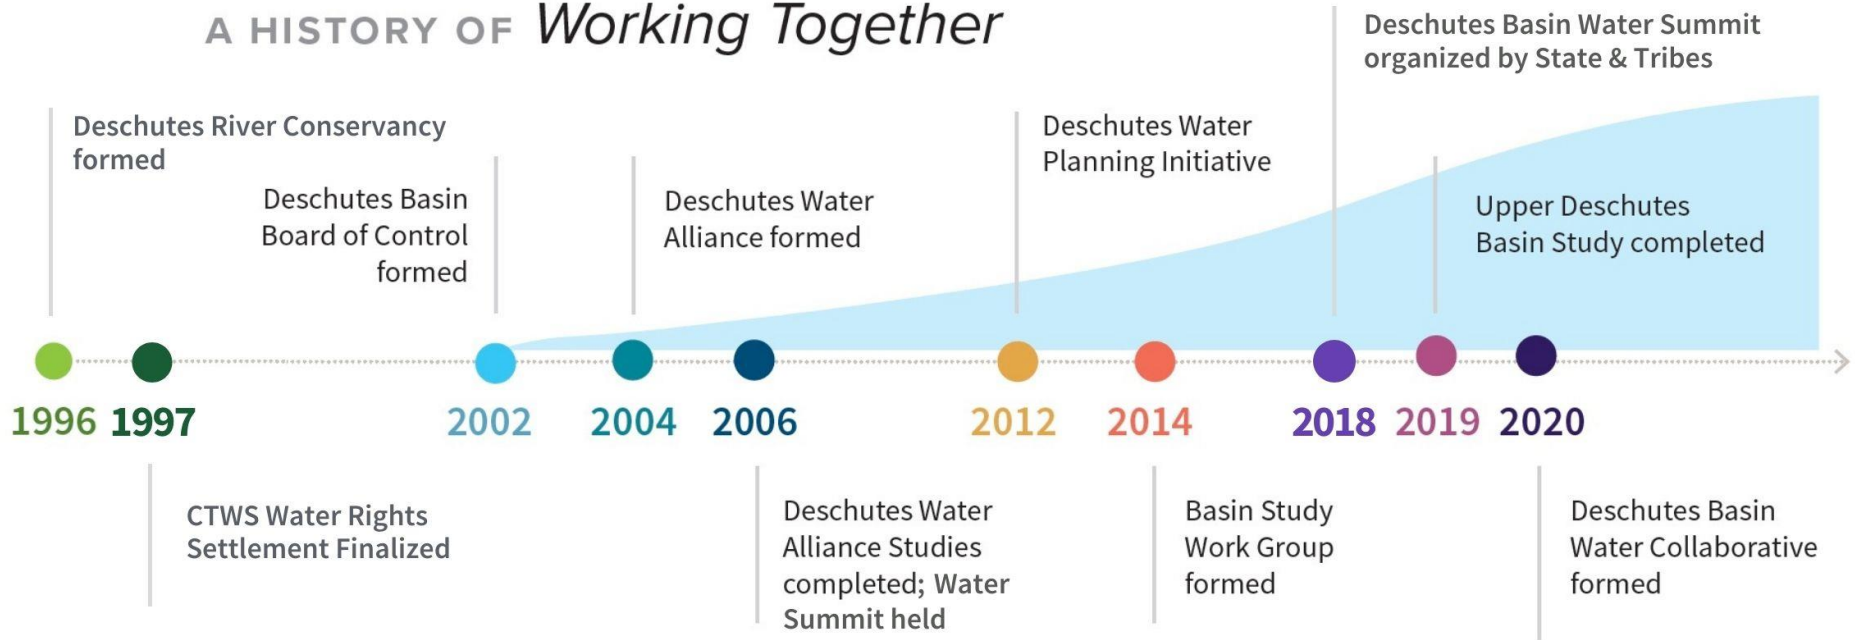 A HISTORY OF Working Together
Deschutes Basin Water Summit
organized by State & Tribes
Deschutes River Conservancy
formed
Deschutes Basin
Board of Control
formed
Deschutes Water
Alliance formed
Deschutes Water
Planning Initiative
Upper Deschutes
Basin Study completed
1996 1997 2002 2004 2006 2012 2014 2018 2019 2020
CTWS Water Rights
Settlement Finalized
Deschutes Water
Alliance Studies
completed; Water
Summit held
Basin Study
Work Group
formed
Deschutes Basin
Water Collaborative
formed